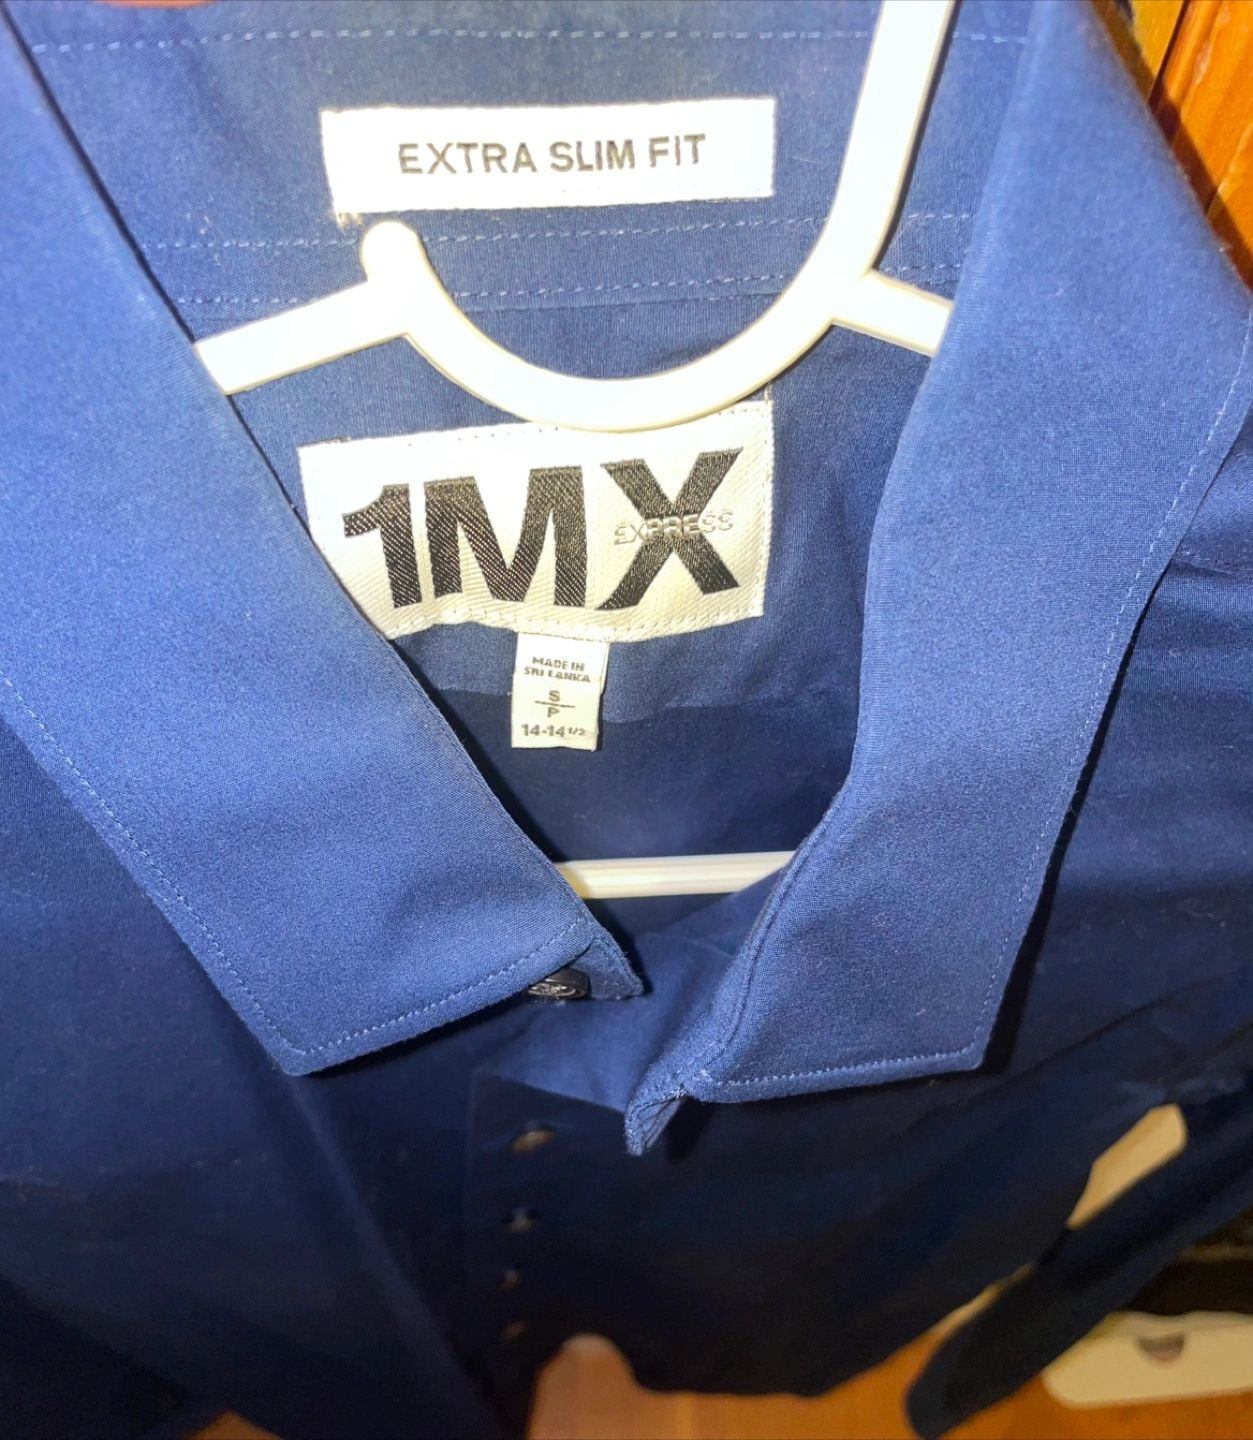 EXTRA SLIM FIT
1MX
EXPRESS
MADE IN
SRI LANKA
S
P
14-14 1/2